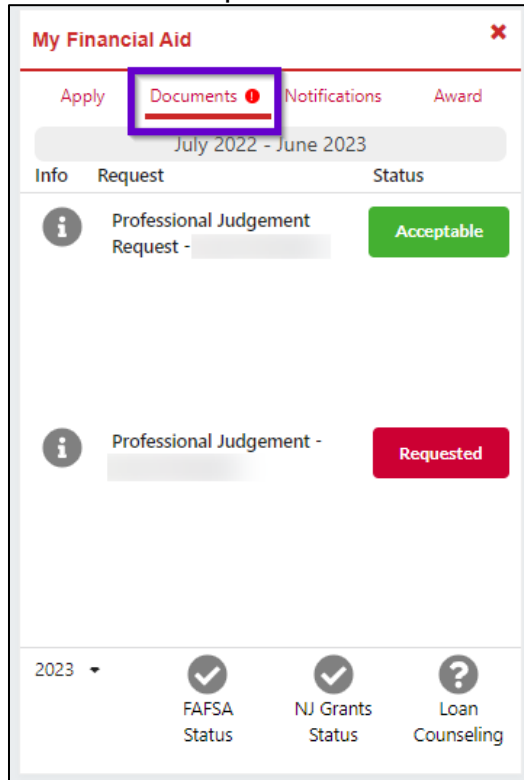 My Financial Aid
Apply Documents Notifications Award
July 2022 - June 2023
Info Request Status
Professional Judgement
Request -
Acceptable
Professional Judgement -
Requested
2023
FAFSA
Status
NJ Grants
Status
Loan
Counseling